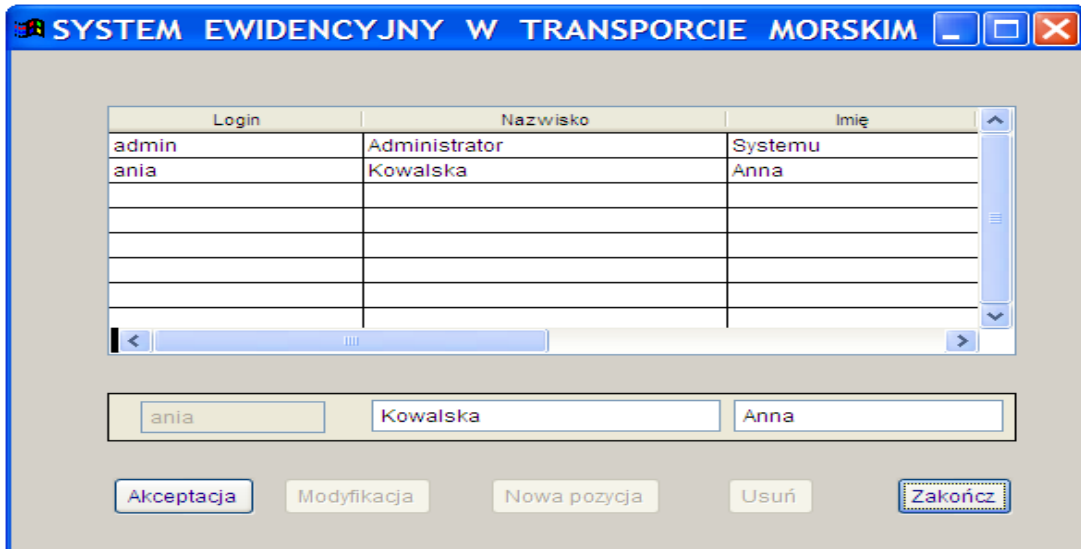 SYSTEM EWIDENCYJNY W TRANSPORCIE MORSKIM
Login Nazwisko Imię
admin Administrator Systemu
ania Kowalska Anna
ania Kowalska Anna
Akceptacja Modyfikacja Nowa pozycja Usuń Zakończ